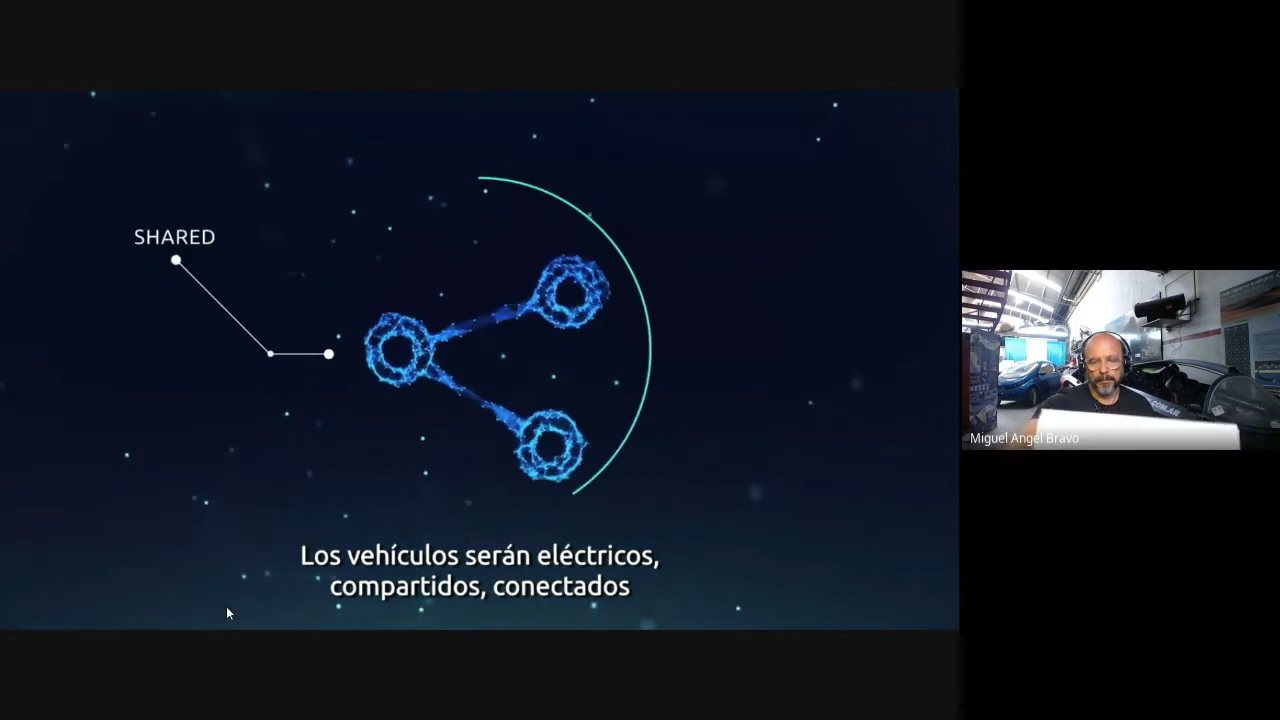 SHARED
Los vehículos serán eléctricos,
compartidos, conectados
Miguel Angel Bravo